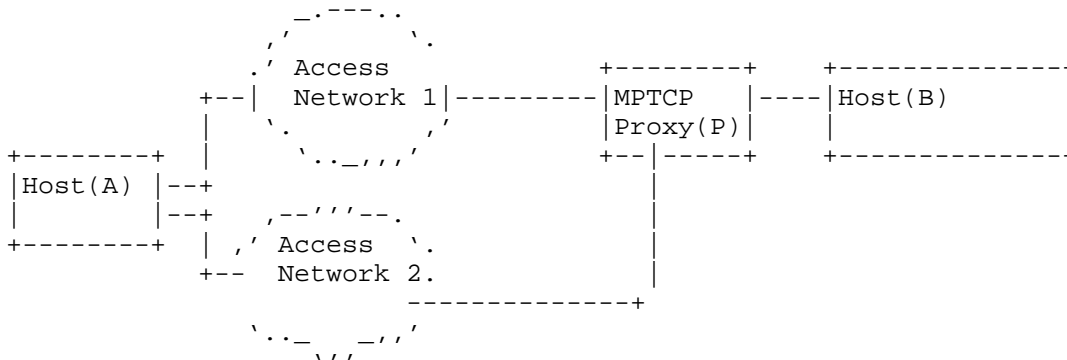 Access
Network 1
MPTCP
Host(B)
Proxy(P)
Host(A)
Access
Network 2.